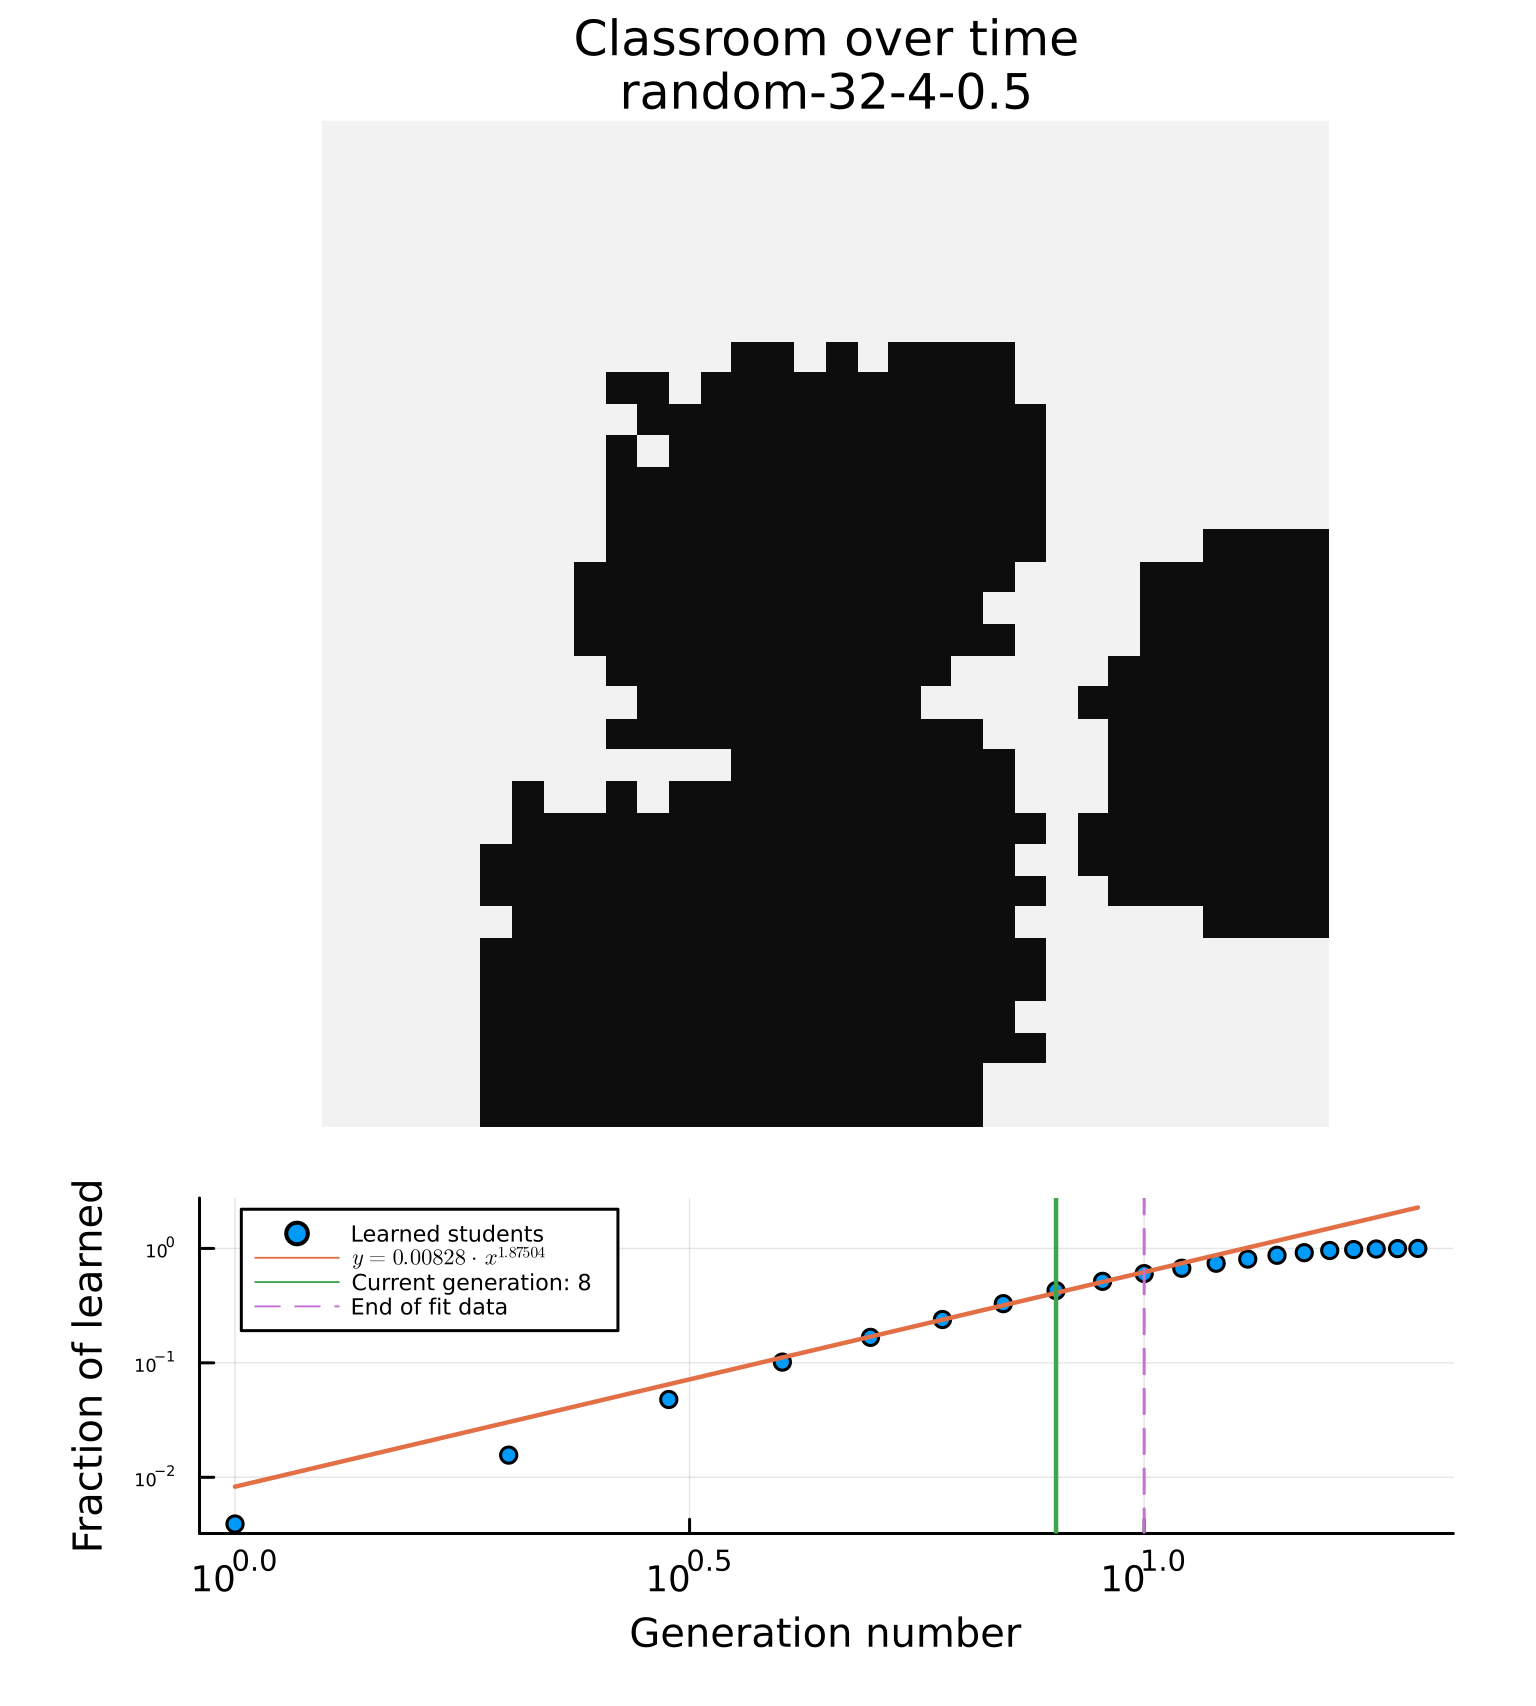 Classroom over time
random-32-4-0.5
Fraction of learned
10⁰
10⁻¹
10⁻²
Learned students
y = 0.00828 · x^1.87504
Current generation: 8
End of fit data
10^0.0
10^0.5
10^1.0
Generation number